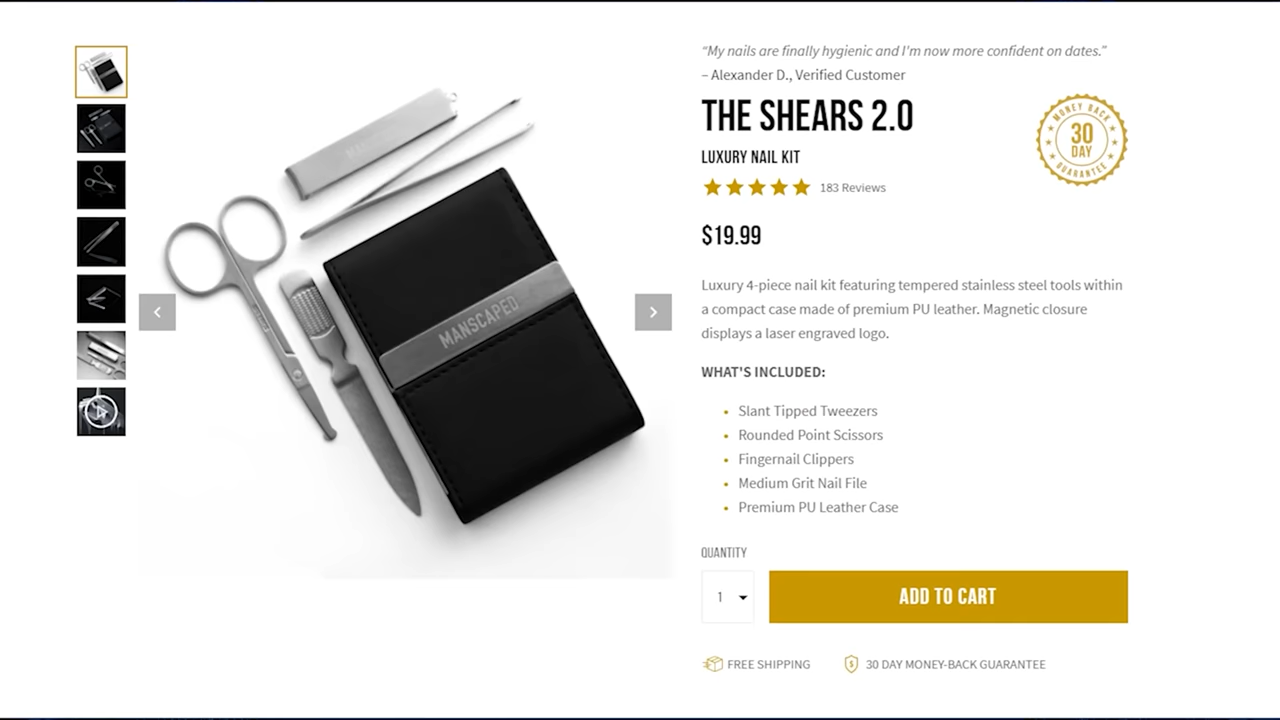 “My nails are finally hygienic and I'm now more confident on dates.”
– Alexander D., Verified Customer
THE SHEARS 2.0
MONEY BACK
30
DAY
GUARANTEE
LUXURY NAIL KIT
183 Reviews
$19.99
MANSCAPED
Luxury 4-piece nail kit featuring tempered stainless steel tools within
a compact case made of premium PU leather. Magnetic closure
displays a laser engraved logo.
WHAT'S INCLUDED:
• Slant Tipped Tweezers
• Rounded Point Scissors
• Fingernail Clippers
• Medium Grit Nail File
• Premium PU Leather Case
QUANTITY
1
ADD TO CART
FREE SHIPPING
30 DAY MONEY-BACK GUARANTEE